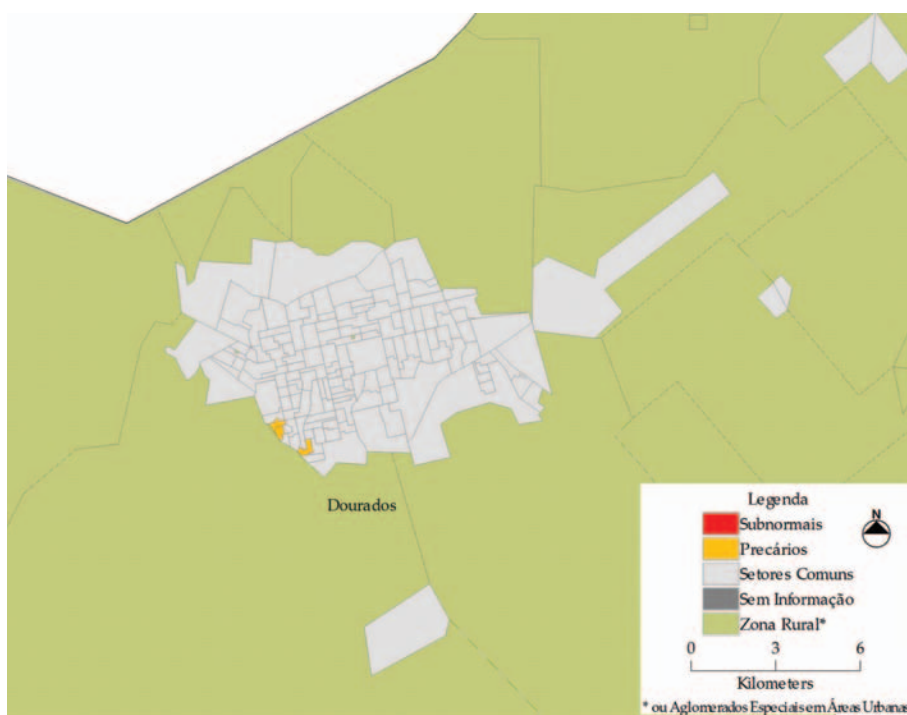 Dourados
Legenda
N
Subnormais
Precários
Setores Comuns
Sem Informação
Zona Rural*
0 3 6
Kilometers
* ou Aglomerados Especiais em Áreas Urbanas